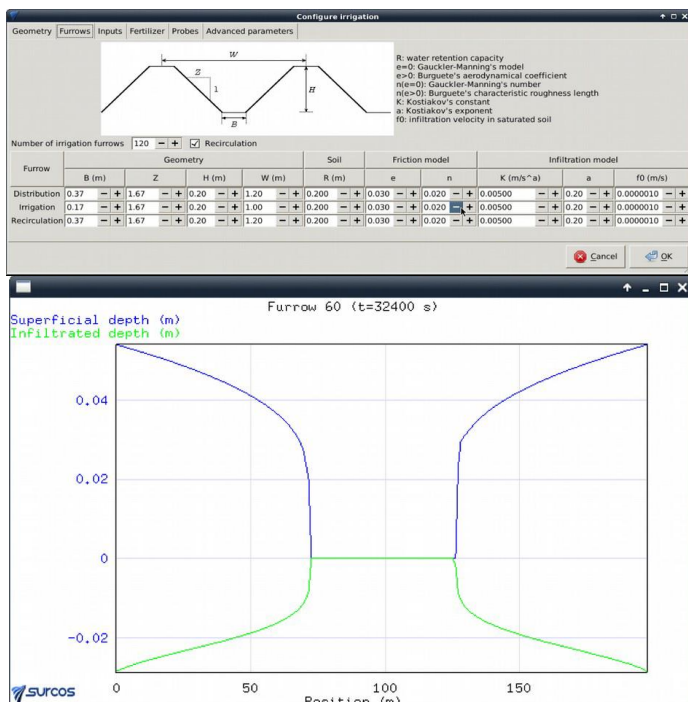 Configure irrigation
Geometry Furrows Inputs Fertilizer Probes Advanced parameters
W
Z
1
H
B
R: water retention capacity
e=0: Gauckler-Manning's model
e>0: Burguete's aerodynamical coefficient
n(e=0): Gauckler-Manning's number
n(e>0): Burguete's characteristic roughness length
K: Kostiakov's constant
a: Kostiakov's exponent
f0: infiltration velocity in saturated soil
Number of irrigation furrows 120 − + Recirculation
Furrow Geometry Soil Friction model Infiltration model
B (m) Z H (m) W (m) R (m) e n K (m/s^a) a f0 (m/s)
Distribution 0.37 − + 1.67 − + 0.20 − + 1.20 − + 0.200 − + 0.030 − + 0.020 − + 0.00500 − + 0.20 − + 0.0000010 − +
Irrigation 0.17 − + 1.67 − + 0.20 − + 1.00 − + 0.200 − + 0.030 − + 0.020 − + 0.00500 − + 0.20 − + 0.0000010 − +
Recirculation 0.37 − + 1.67 − + 0.20 − + 1.20 − + 0.200 − + 0.030 − + 0.020 − + 0.00500 − + 0.20 − + 0.0000010 − +
Cancel OK
Furrow 60 (t=32400 s)
Superficial depth (m)
Infiltrated depth (m)
0.04
0.02
0
-0.02
0 50 100 150
Position (m)
surcos